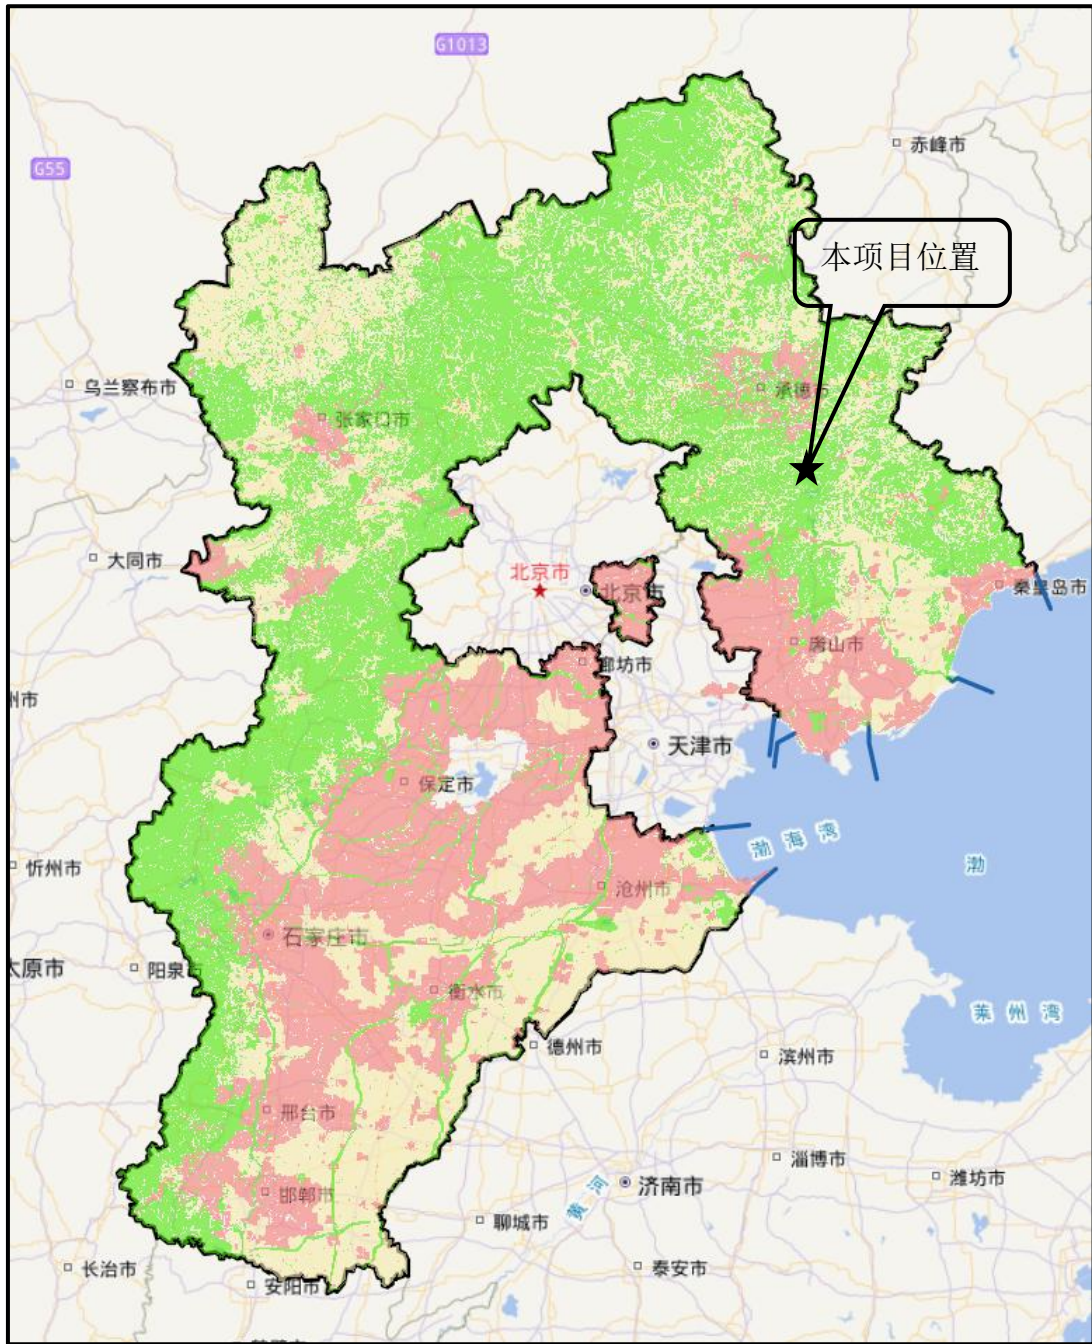 G1013
赤峰市
G55
本项目位置
乌兰察布市
承德市
张家口市
大同市
北京市
北京市
秦皇岛市
唐山市
廊坊市
州市
天津市
保定市
渤海湾
渤
忻州市
沧州市
石家庄市
太原市
阳泉市
衡水市
莱州湾
德州市
滨州市
邢台市
淄博市
潍坊市
济南市
邯郸市
黄河
聊城市
长治市
泰安市
安阳市